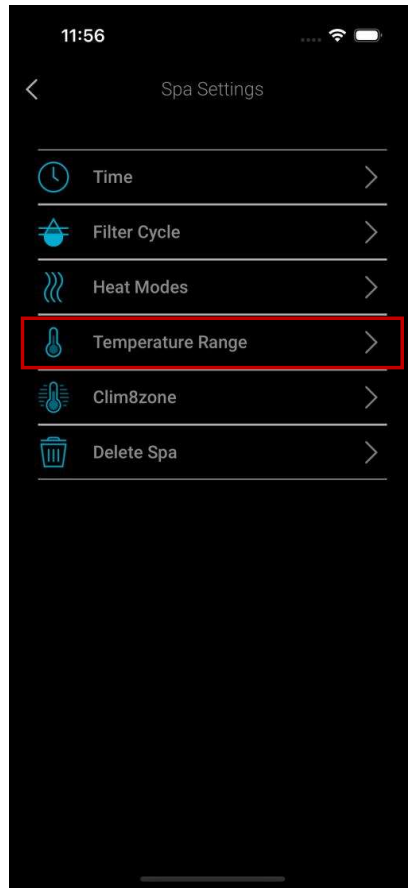 11:56
Spa Settings
Time
Filter Cycle
Heat Modes
Temperature Range
Clim8zone
Delete Spa